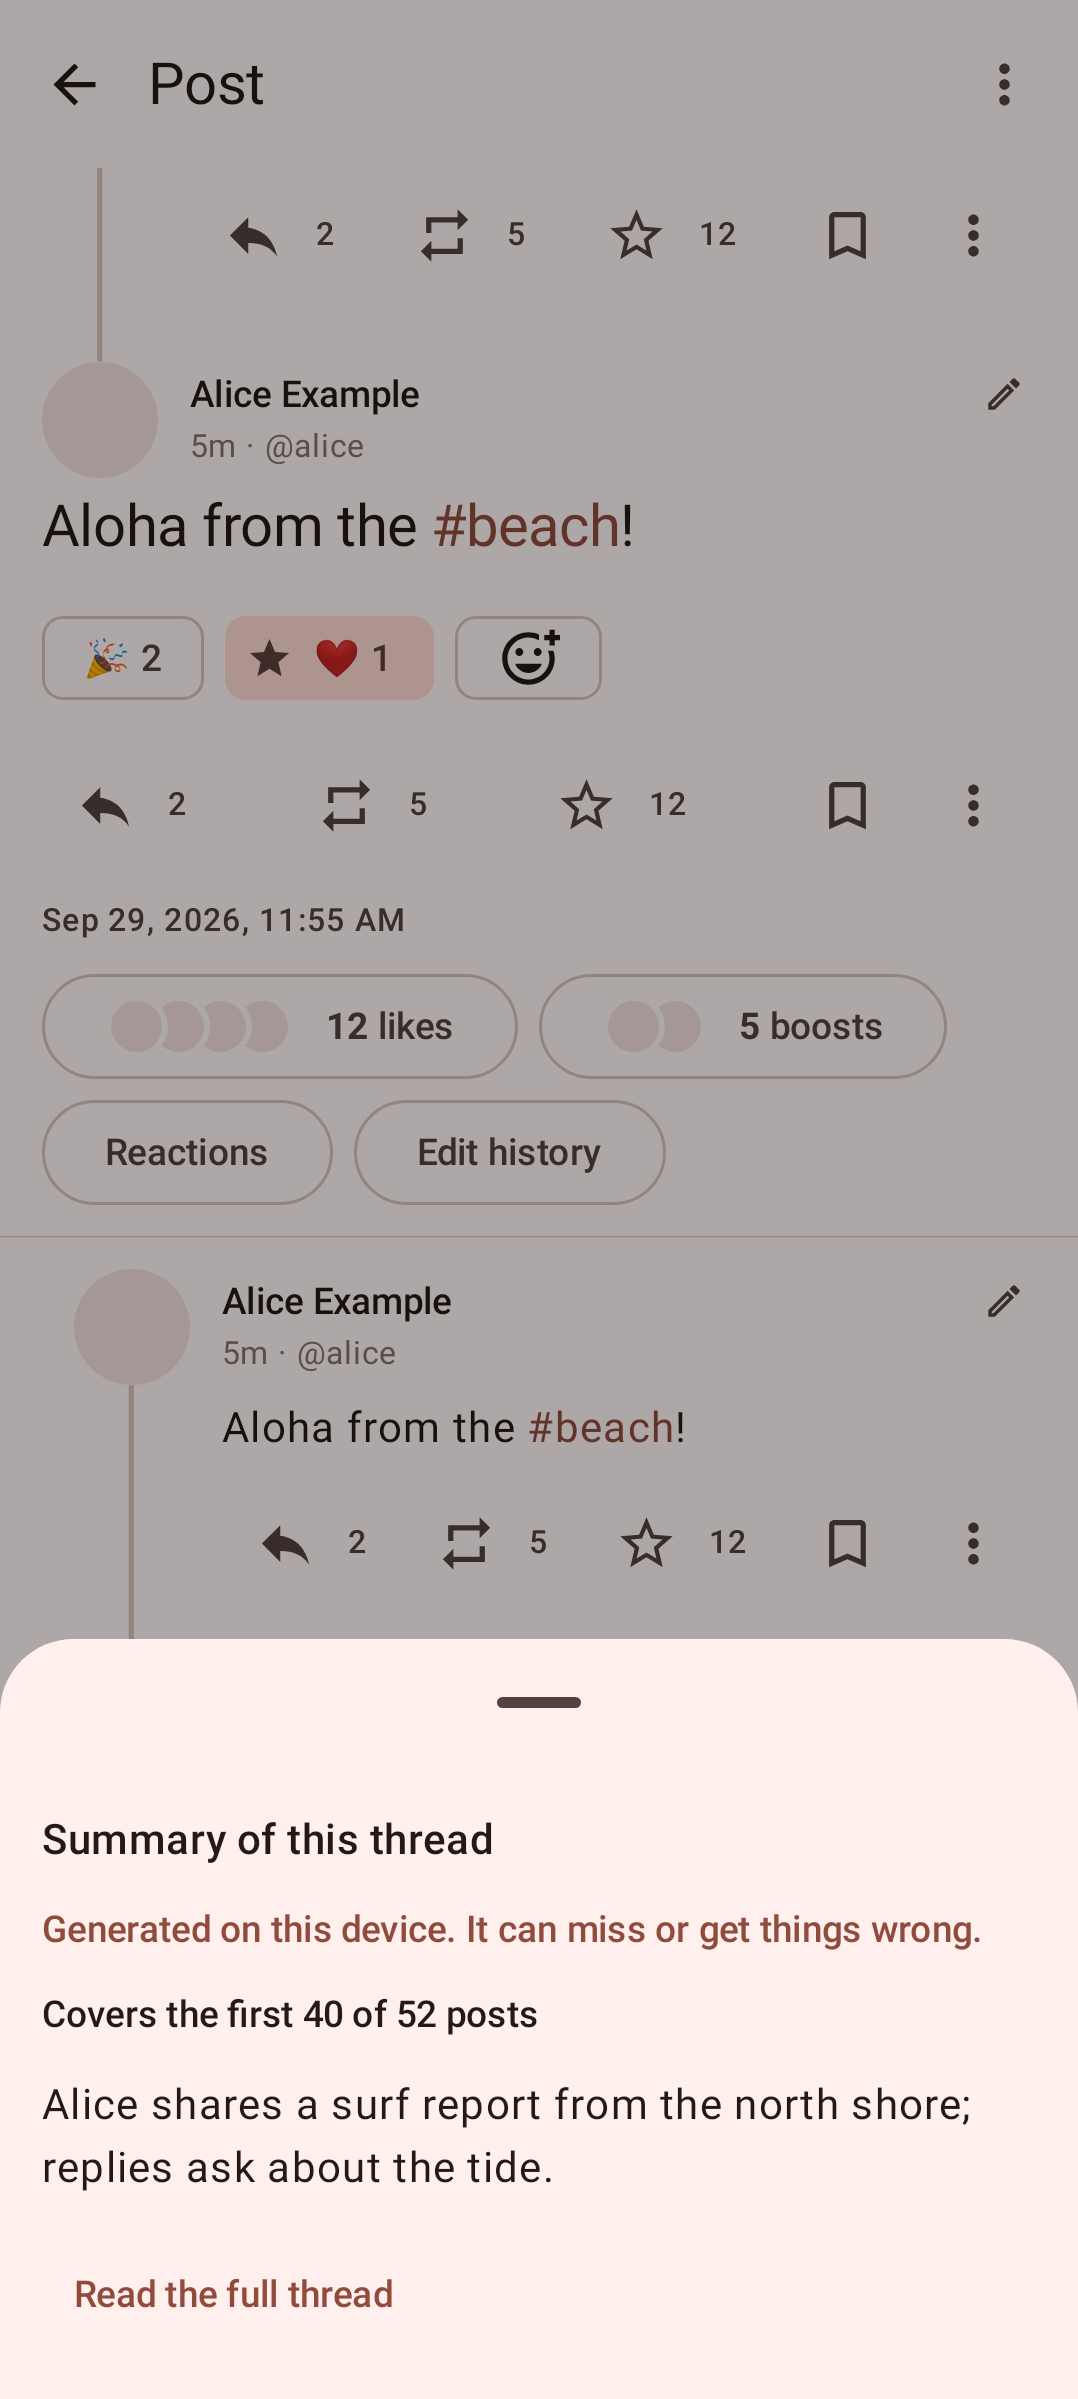 Post
2 5 12
Alice Example
5m · @alice
Aloha from the #beach!
🎉 2 ★ ❤️ 1
2 5 12
Sep 29, 2026, 11:55 AM
12 likes 5 boosts
Reactions Edit history
Alice Example
5m · @alice
Aloha from the #beach!
2 5 12
Summary of this thread
Generated on this device. It can miss or get things wrong.
Covers the first 40 of 52 posts
Alice shares a surf report from the north shore;
replies ask about the tide.
Read the full thread